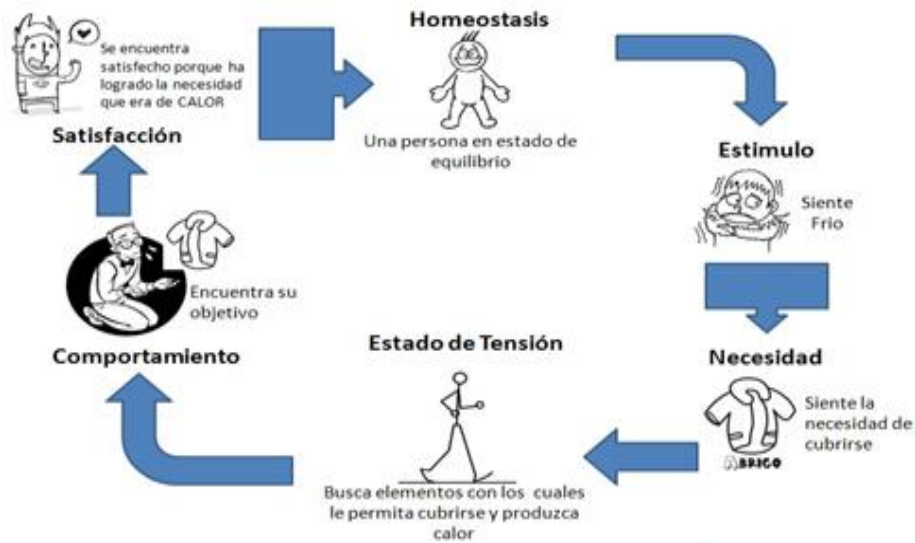 Homeostasis
Una persona en estado de
equilibrio
Estimulo
Siente
Frio
Necesidad
Siente la
necesidad de
cubrirse
ABRIGO
Estado de Tensión
Busca elementos con los cuales
le permita cubrirse y produzca
calor
Comportamiento
Encuentra su
objetivo
Satisfacción
Se encuentra
satisfecho porque ha
logrado la necesidad
que era de CALOR